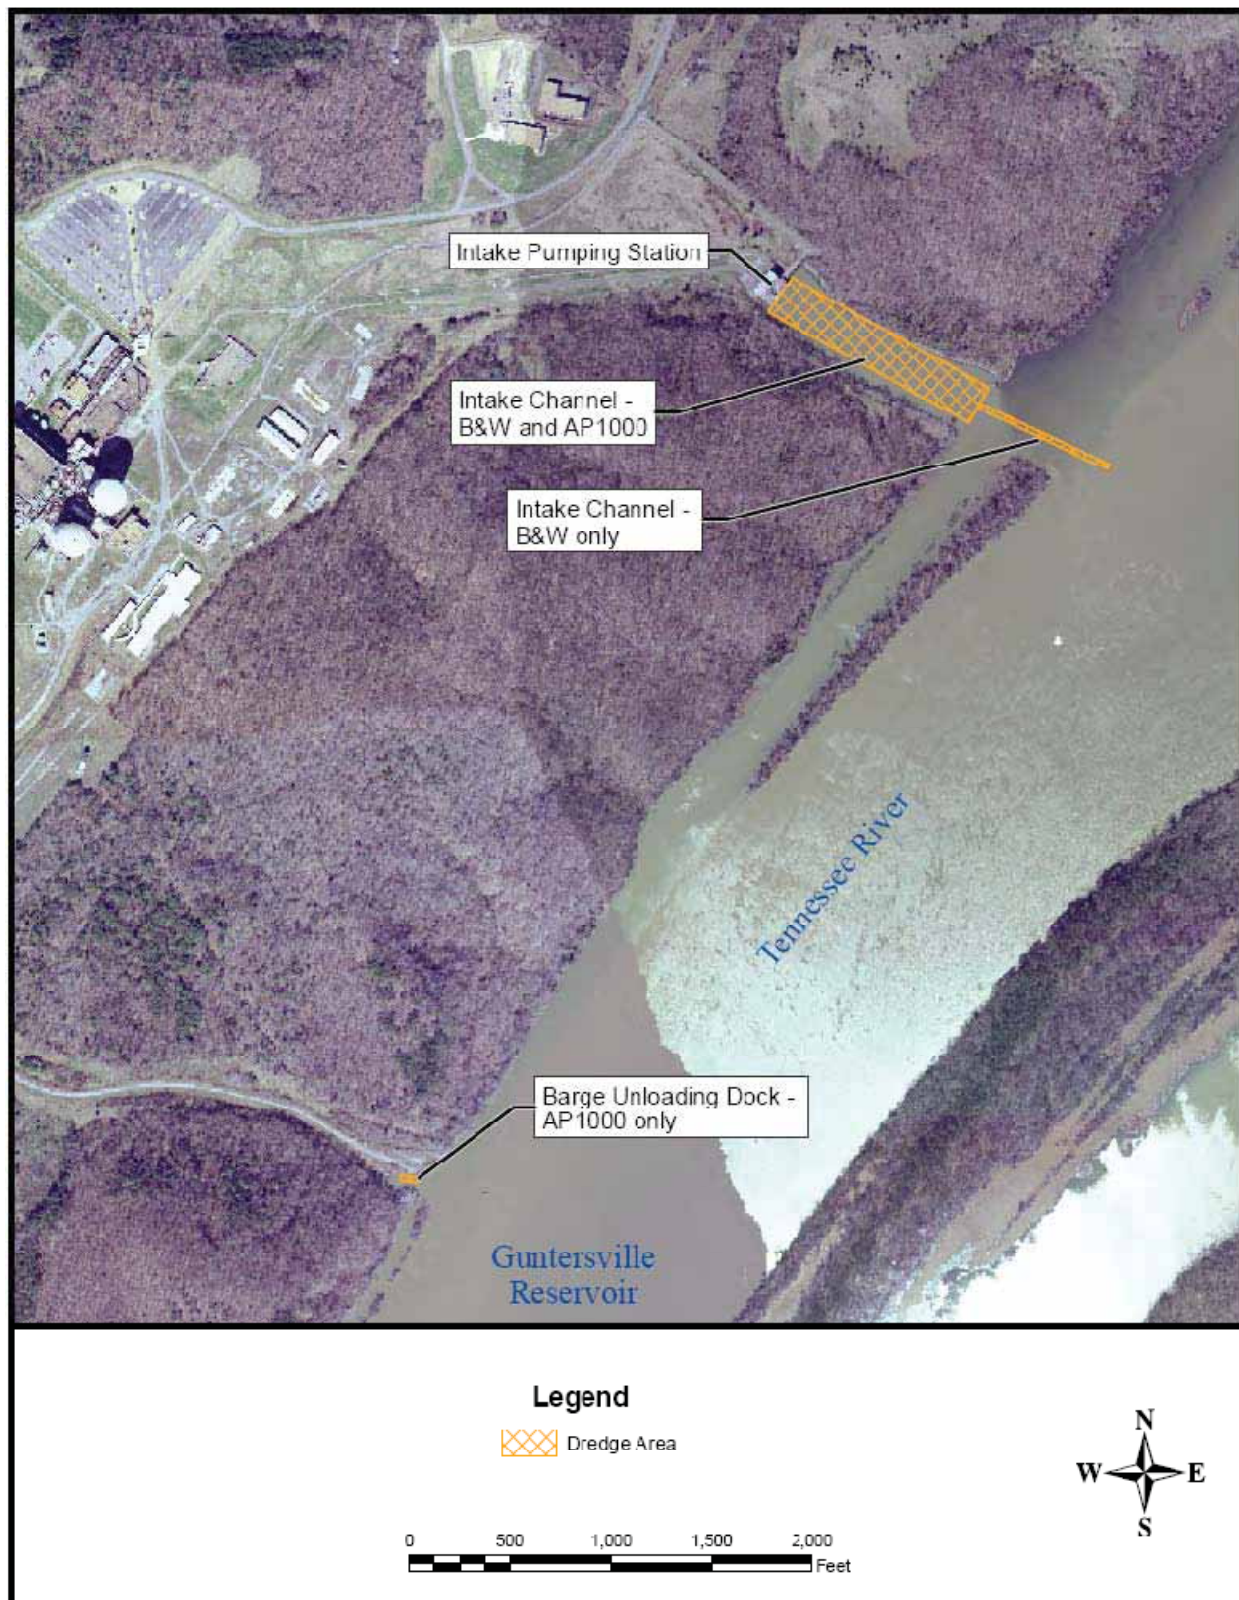 Intake Pumping Station
Intake Channel -
B&W and AP1000
Intake Channel -
B&W only
Tennessee River
Barge Unloading Dock -
AP1000 only
Guntersville
Reservoir
Legend
Dredge Area
N
W E
S
0 500 1,000 1,500 2,000
Feet